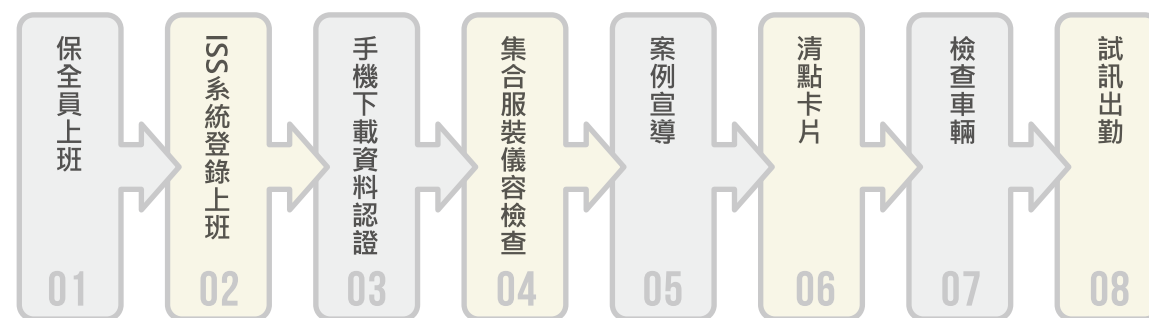 保全員上班
01
ISS系統登錄上班
02
手機下載資料認證
03
集合服裝儀容檢查
04
案例宣導
05
清點卡片
06
檢查車輛
07
試訊出勤
08